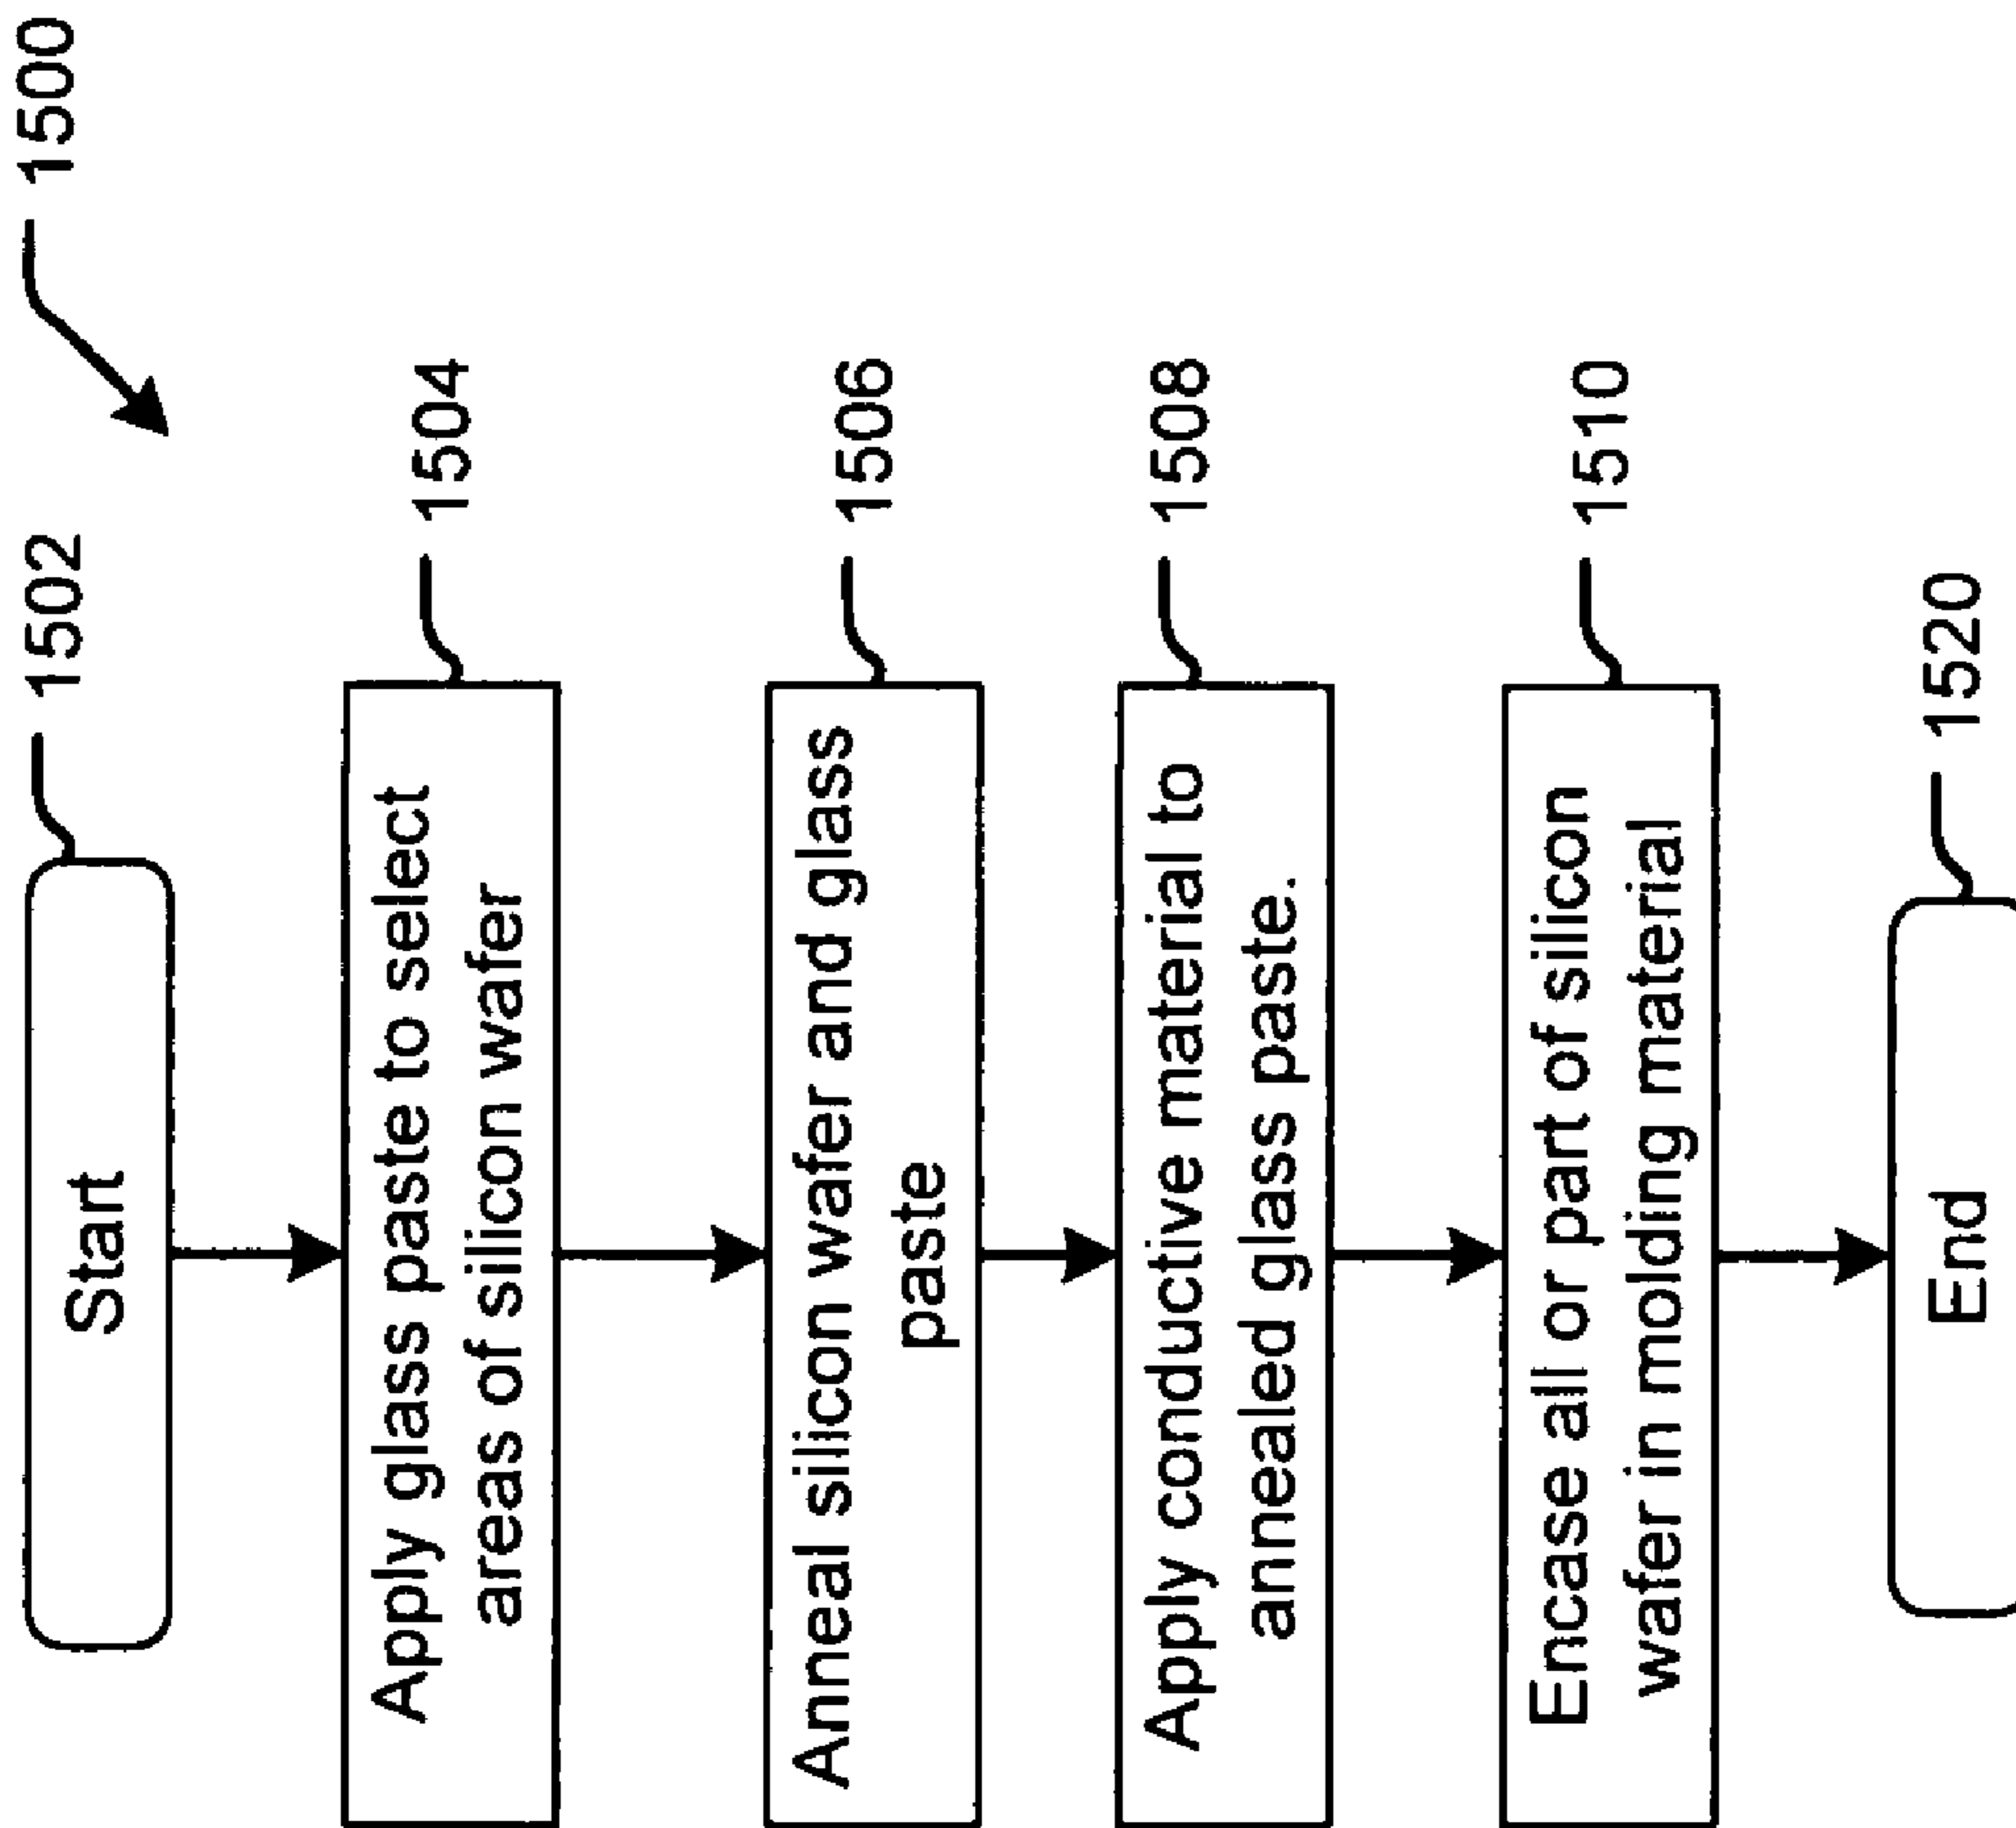 1500
Start
1502
Apply glass paste to select
areas of silicon wafer
1504
Anneal silicon wafer and glass
paste
1506
Apply conductive material to
annealed glass paste.
1508
Encase all or part of silicon
wafer in molding material
1510
End
1520